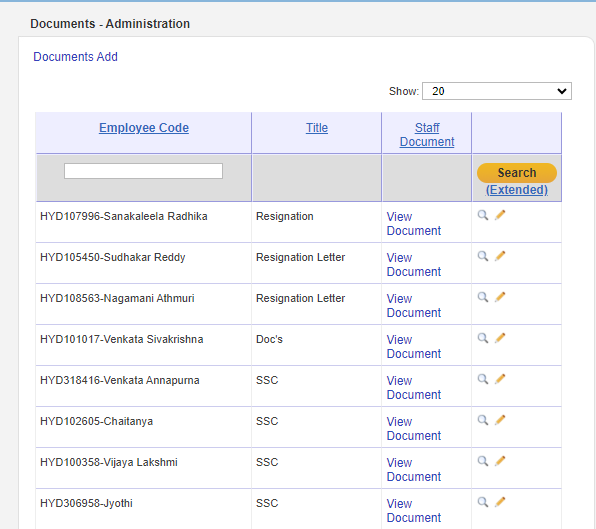 Documents - Administration
Documents Add
Show: 20
Employee Code Title Staff Document
Search (Extended)
HYD107996-Sanakaleela Radhika Resignation View Document
HYD105450-Sudhakar Reddy Resignation Letter View Document
HYD108563-Nagamani Athmuri Resignation Letter View Document
HYD101017-Venkata Sivakrishna Doc's View Document
HYD318416-Venkata Annapurna SSC View Document
HYD102605-Chaitanya SSC View Document
HYD100358-Vijaya Lakshmi SSC View Document
HYD306958-Jyothi SSC View Document